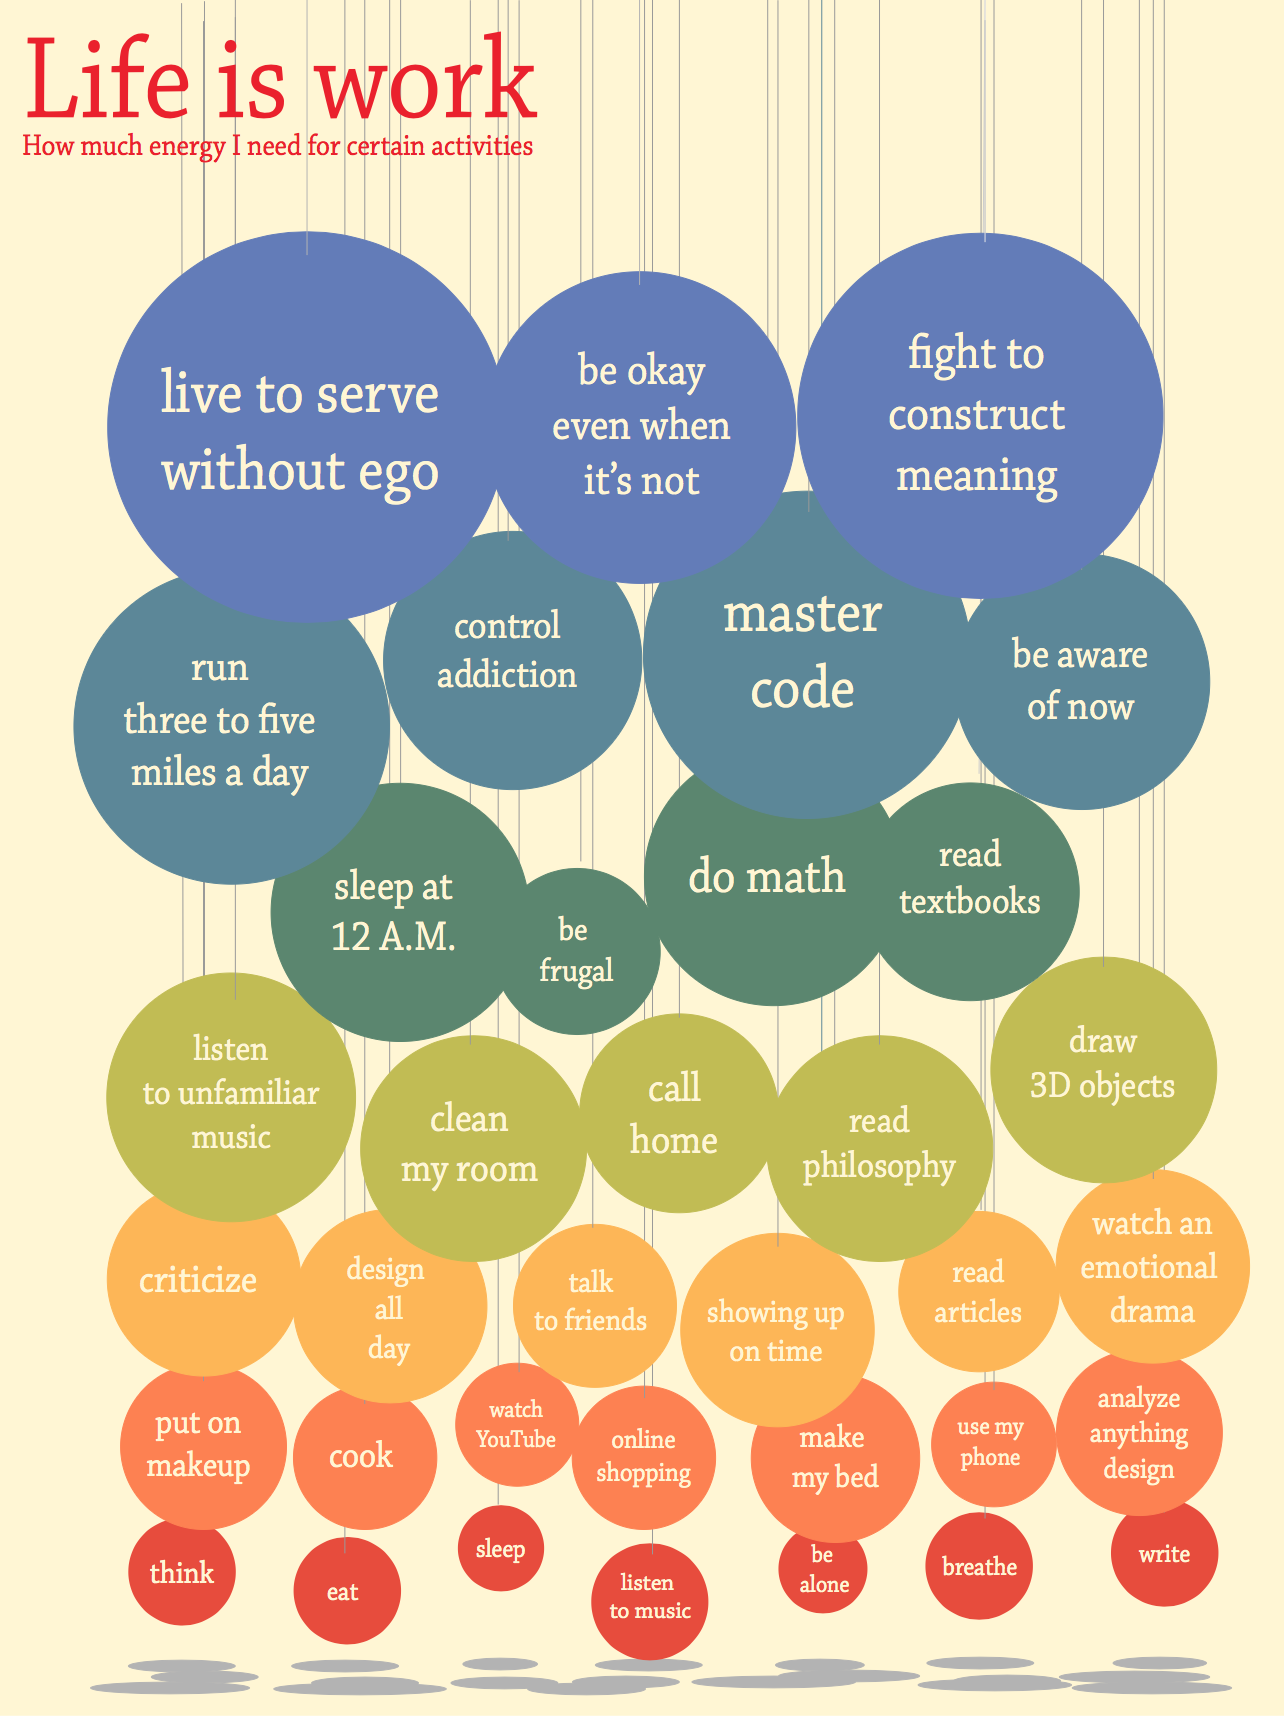 Life is work
How much energy I need for certain activities
live to serve
without ego
be okay
even when
it's not
fight to
construct
meaning
run
three to five
miles a day
control
addiction
master
code
be aware
of now
sleep at
12 A.M.
be
frugal
do math
read
textbooks
listen
to unfamiliar
music
clean
my room
call
home
read
philosophy
draw
3D objects
criticize
design
all
day
talk
to friends
showing up
on time
read
articles
watch an
emotional
drama
put on
makeup
cook
watch
YouTube
online
shopping
make
my bed
use my
phone
analyze
anything
design
think
eat
sleep
listen
to music
be
alone
breathe
write